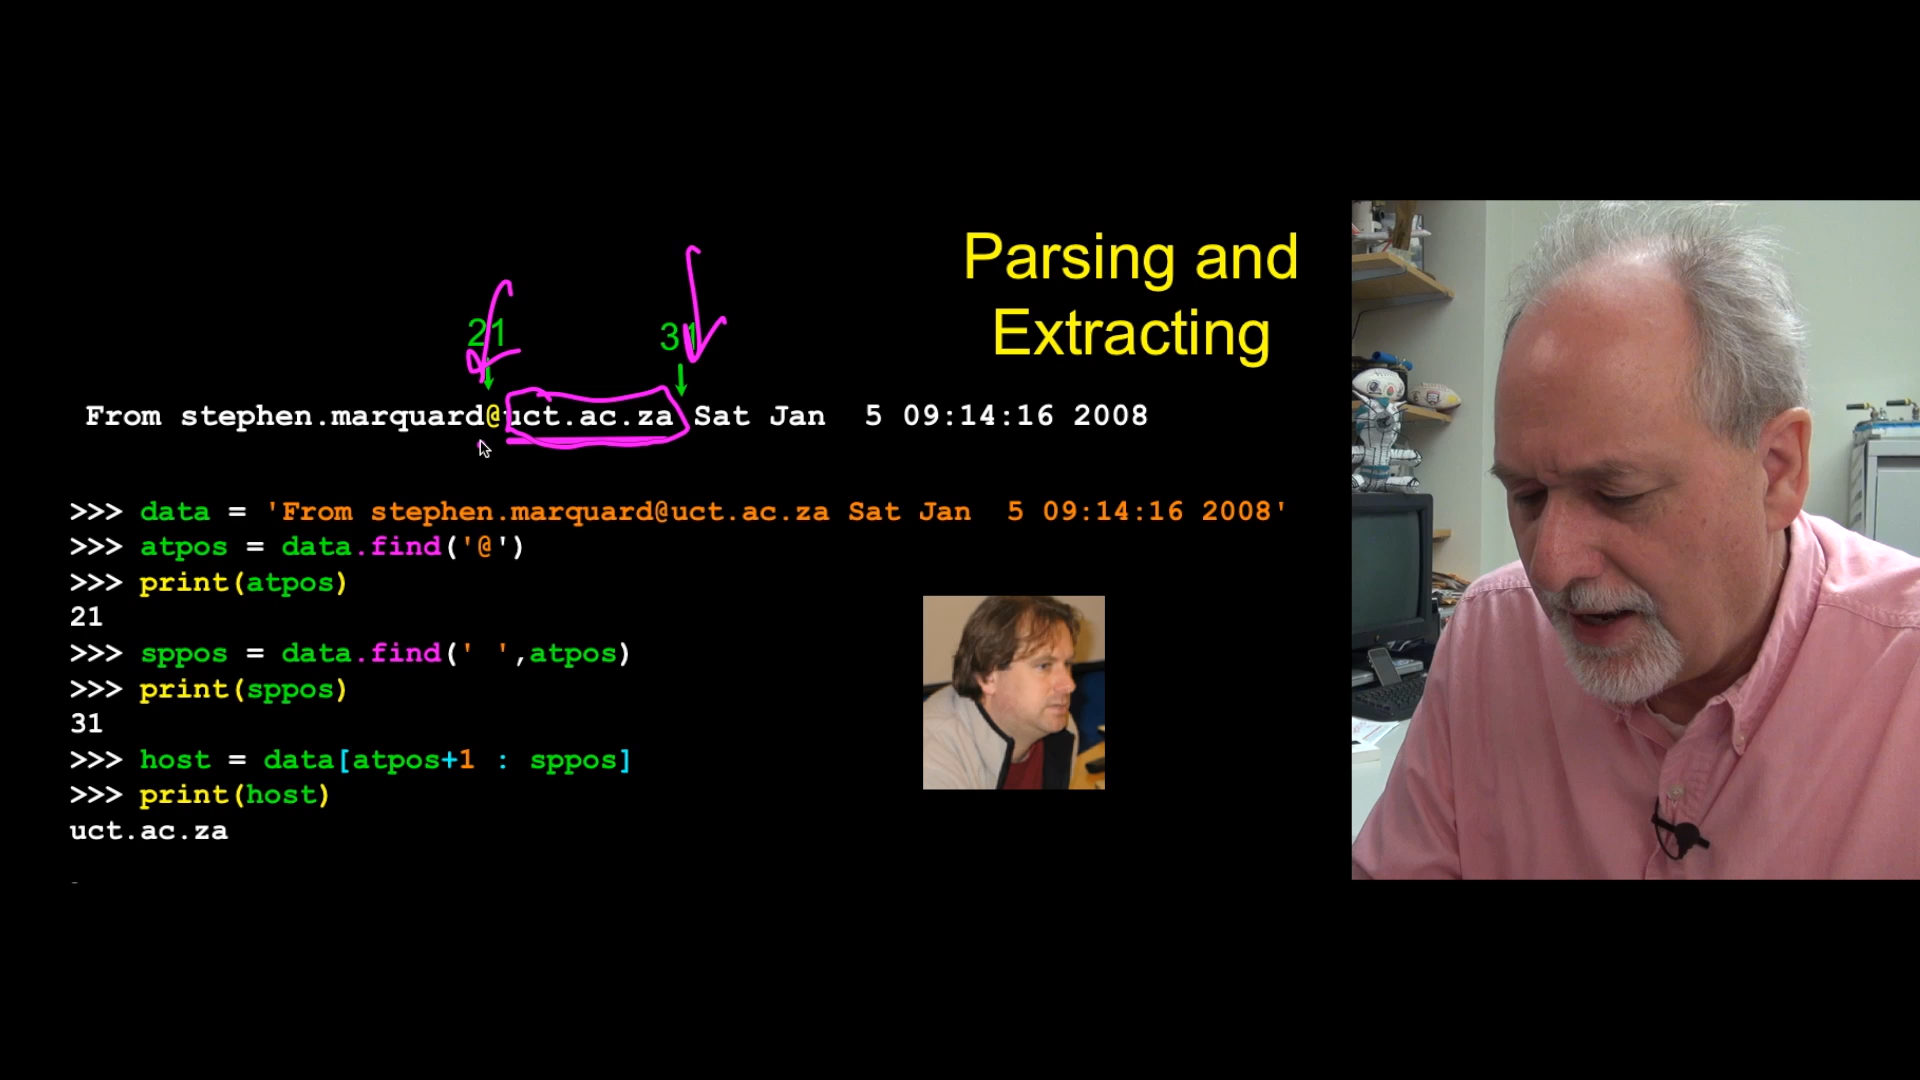 Parsing and
Extracting
21 31
From stephen.marquard@uct.ac.za Sat Jan  5 09:14:16 2008
>>> data = 'From stephen.marquard@uct.ac.za Sat Jan  5 09:14:16 2008'
>>> atpos = data.find('@')
>>> print(atpos)
21
>>> sppos = data.find(' ',atpos)
>>> print(sppos)
31
>>> host = data[atpos+1 : sppos]
>>> print(host)
uct.ac.za